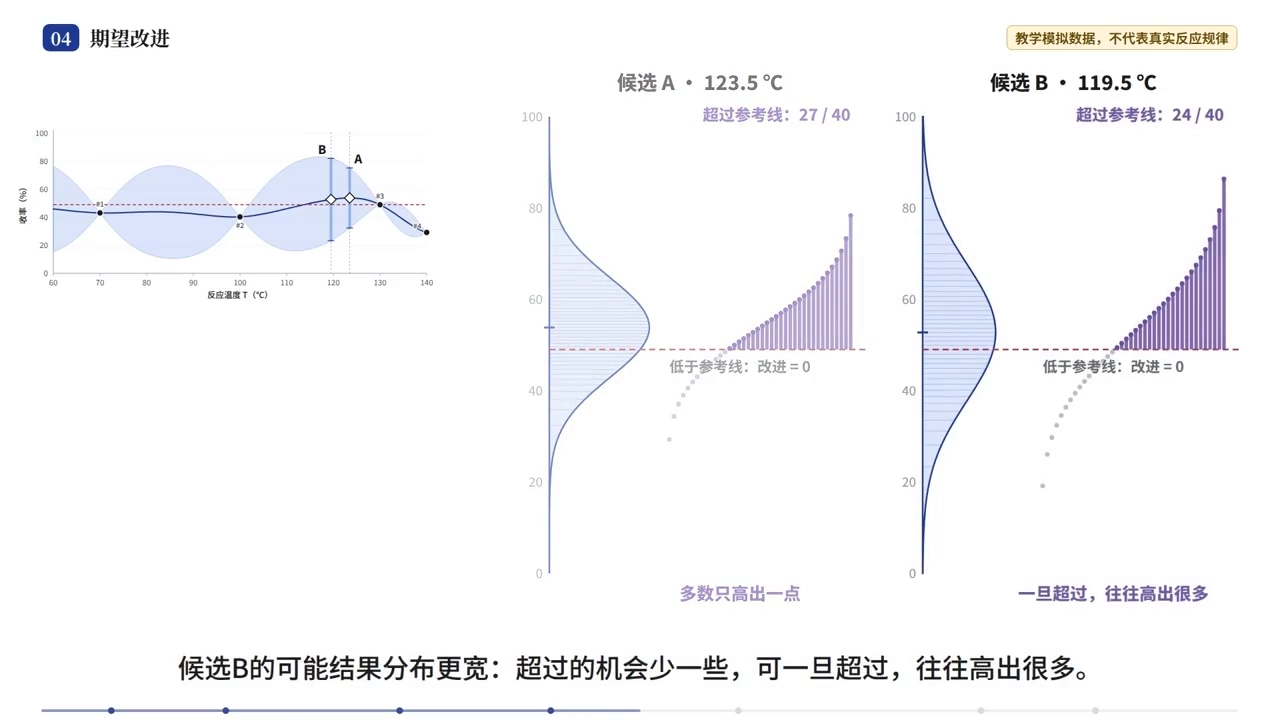 04 期望改进
教学模拟数据，不代表真实反应规律
收率（%）
100
80
60
40
20
0
B
A
#1
#2
#3
#4
60 70 80 90 100 110 120 130 140
反应温度 T（℃）
候选 A · 123.5 ℃
超过参考线：27 / 40
100
80
60
40
20
0
低于参考线：改进 = 0
多数只高出一点
候选 B · 119.5 ℃
超过参考线：24 / 40
100
80
60
40
20
0
低于参考线：改进 = 0
一旦超过，往往高出很多
候选B的可能结果分布更宽：超过的机会少一些，可一旦超过，往往高出很多。